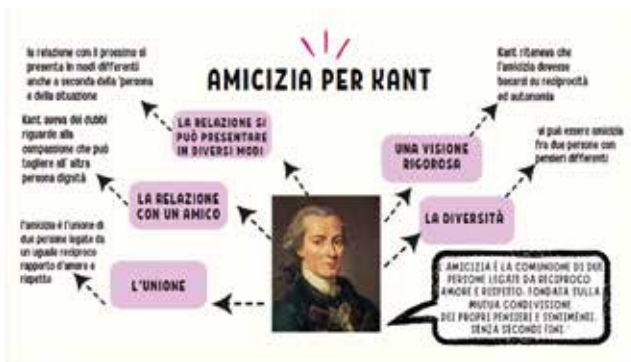 AMICIZIA PER KANT
la relazione con il prossimo si
presenta in modi differenti
anche a seconda della 'persona
e della situazione
LA RELAZIONE SI
PUÒ PRESENTARE
IN DIVERSI MODI
Kant aveva dei dubbi
riguardo alla
compassione che può
togliere all' altra
persona dignità
LA RELAZIONE
CON UN AMICO
l'amicizia è l'unione di
due persone legate da
un uguale reciproco
rapporto d'amore e
rispetto
L'UNIONE
Kant riteneva che
l'amicizia dovesse
basarsi su reciprocità
ed autonomia
UNA VISIONE
RIGOROSA
si può essere amicizia
fra due persone con
pensieri differenti
LA DIVERSITÀ
L'AMICIZIA È LA COMUNIONE DI DUE
PERSONE LEGATE DA RECIPROCO
AMORE E RISPETTO, FONDATA SULLA
MUTUA CONDIVISIONE
DEI PROPRI PENSIERI E SENTIMENTI,
SENZA SECONDI FINI.